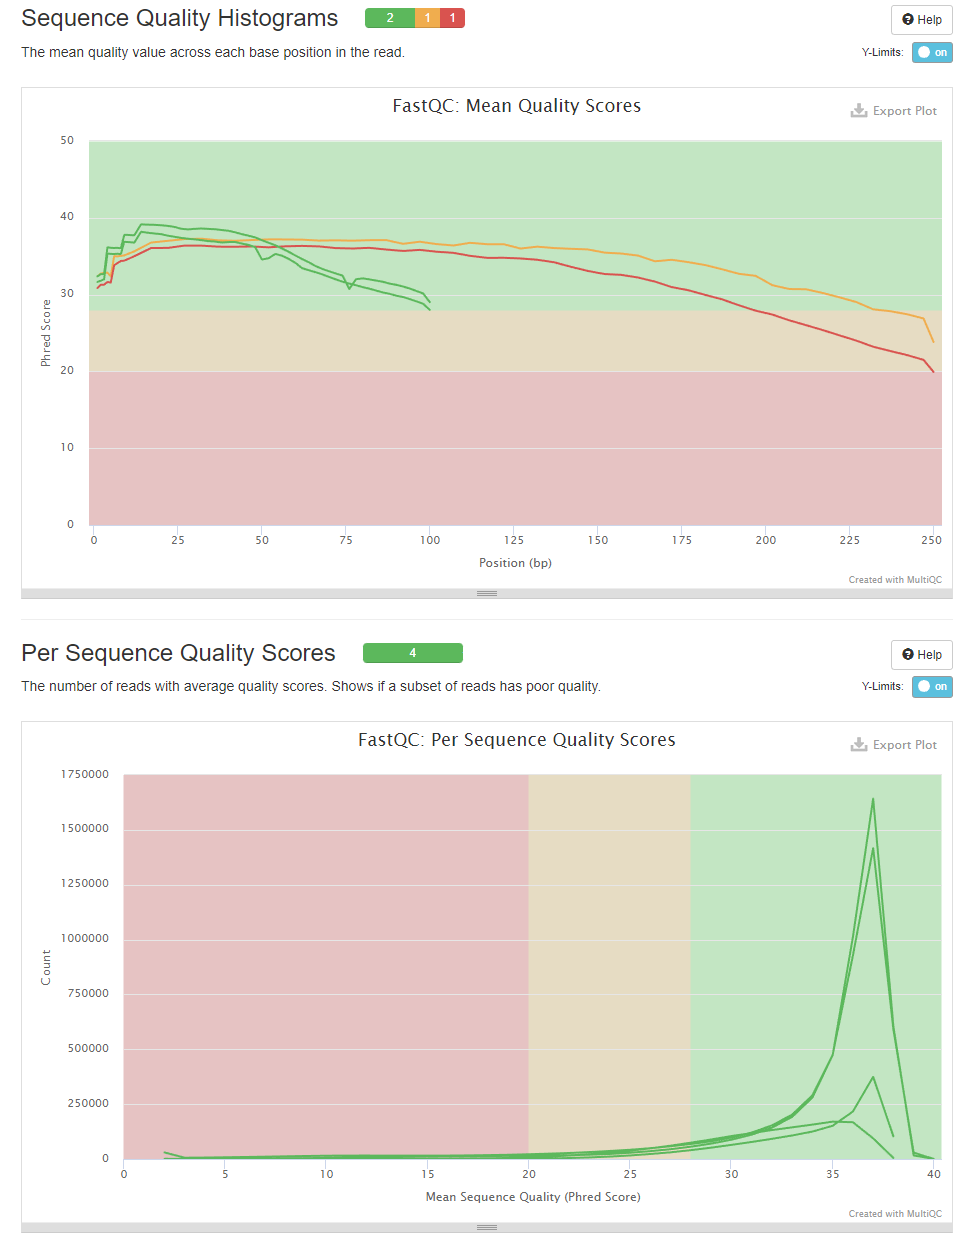 Sequence Quality Histograms 2 1 1 Help
The mean quality value across each base position in the read. Y-Limits: on
FastQC: Mean Quality Scores
Export Plot
50
40
30
20
10
0
Phred Score
0 25 50 75 100 125 150 175 200 225 250
Position (bp)
Created with MultiQC
Per Sequence Quality Scores 4 Help
The number of reads with average quality scores. Shows if a subset of reads has poor quality. Y-Limits: on
FastQC: Per Sequence Quality Scores
Export Plot
1750000
1500000
1250000
1000000
750000
500000
250000
0
Count
0 5 10 15 20 25 30 35 40
Mean Sequence Quality (Phred Score)
Created with MultiQC